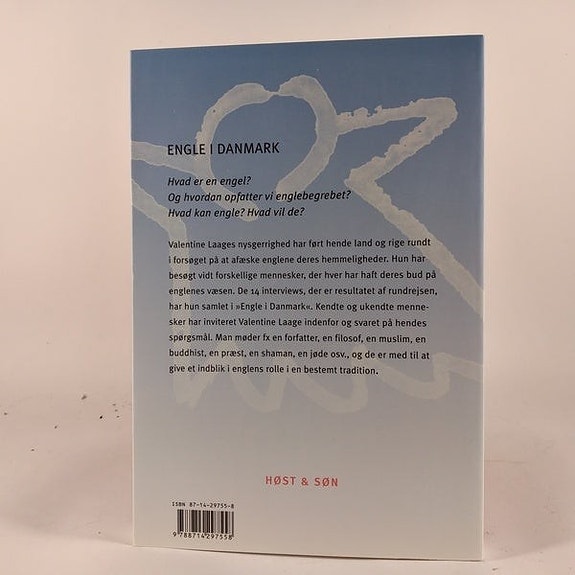 ENGLE I DANMARK
Hvad er en engel?
Og hvordan opfatter vi englebegrebet?
Hvad kan engle? Hvad vil de?
Valentine Laages nysgerrighed har ført hende land og rige rundt
i forsøget på at afæske englene deres hemmeligheder. Hun har
besøgt vidt forskellige mennesker, der hver har haft deres bud på
englenes væsen. De 14 interviews, der er resultatet af rundrejsen,
har hun samlet i »Engle i Danmark«. Kendte og ukendte menne-
sker har inviteret Valentine Laage indenfor og svaret på hendes
spørgsmål. Man møder fx en forfatter, en filosof, en muslim, en
buddhist, en præst, en shaman, en jøde osv., og de er med til at
give et indblik i englens rolle i en bestemt tradition.
HØST & SØN
ISBN 87-14-29755-8
9 788714 297558